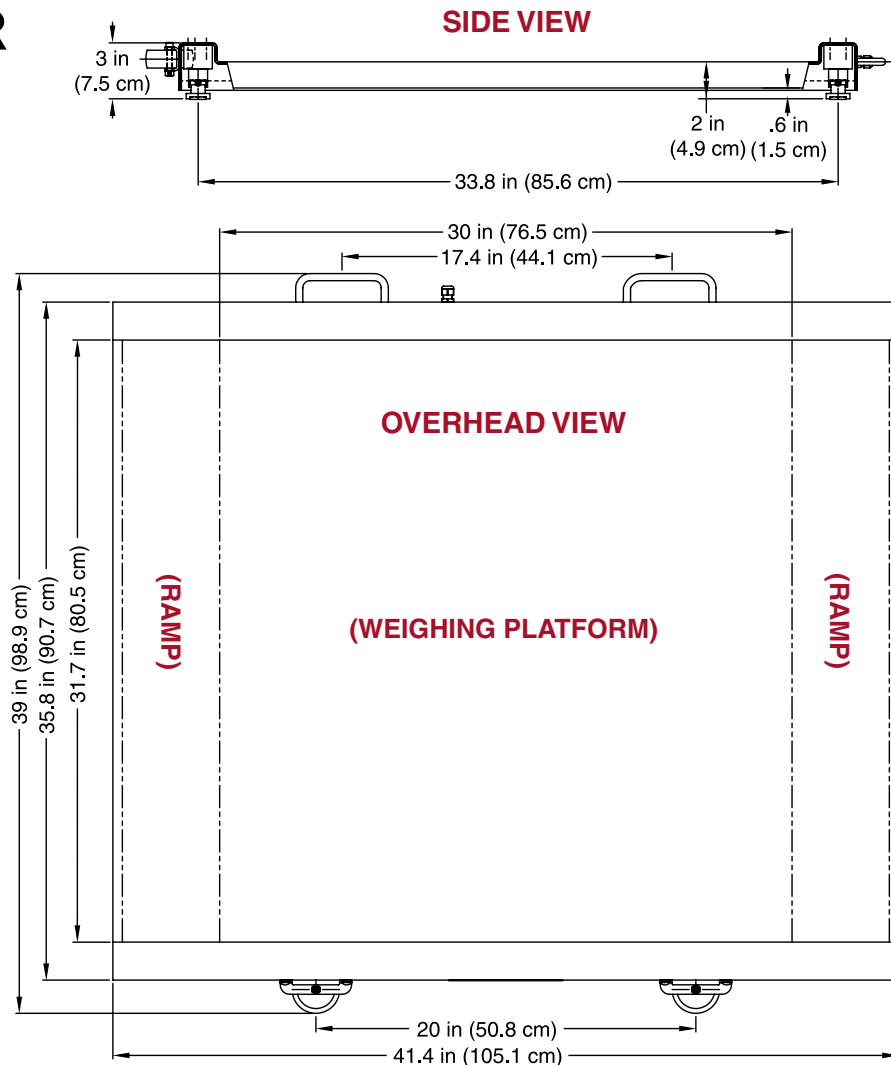 R
SIDE VIEW
3 in
(7.5 cm)
2 in
(4.9 cm)
.6 in
(1.5 cm)
33.8 in (85.6 cm)
30 in (76.5 cm)
17.4 in (44.1 cm)
OVERHEAD VIEW
39 in (98.9 cm)
35.8 in (90.7 cm)
31.7 in (80.5 cm)
(RAMP)
(WEIGHING PLATFORM)
(RAMP)
20 in (50.8 cm)
41.4 in (105.1 cm)